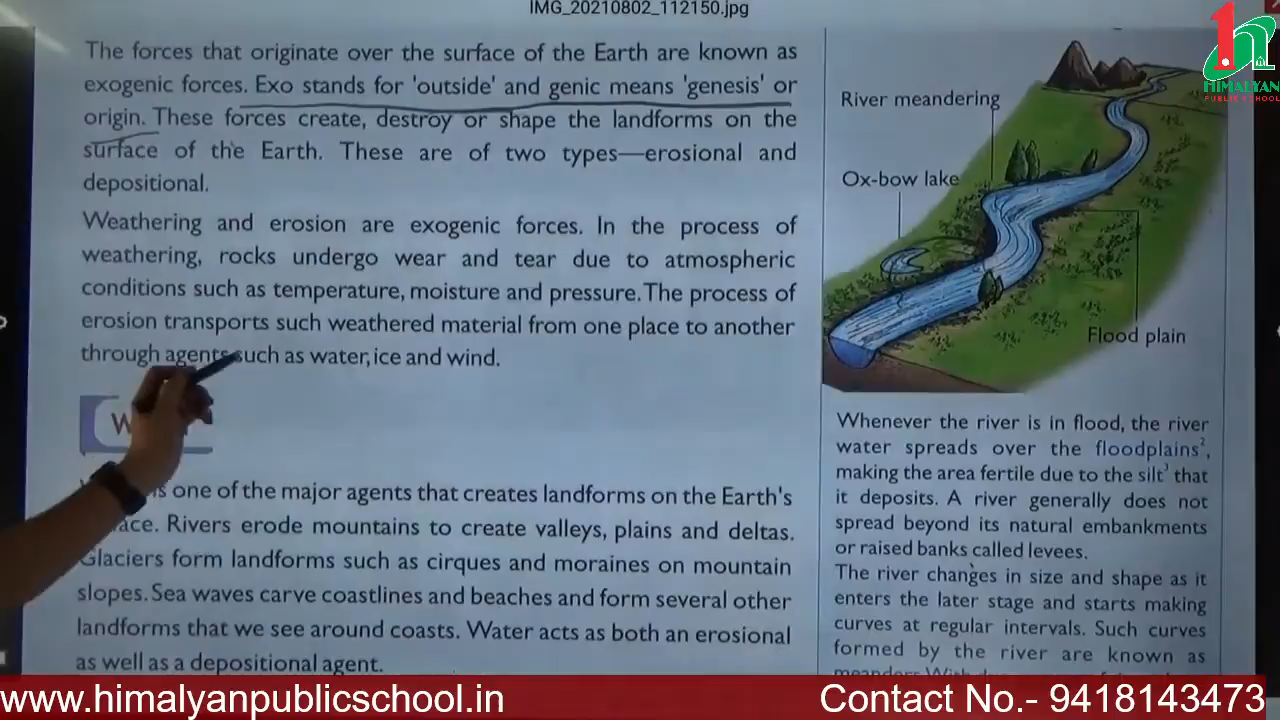 IMG_20210802_112150.jpg
The forces that originate over the surface of the Earth are known as
exogenic forces. Exo stands for 'outside' and genic means 'genesis' or
origin. These forces create, destroy or shape the landforms on the
surface of the Earth. These are of two types—erosional and
depositional.
Weathering and erosion are exogenic forces. In the process of
weathering, rocks undergo wear and tear due to atmospheric
conditions such as temperature, moisture and pressure. The process of
erosion transports such weathered material from one place to another
through agents such as water, ice and wind.
is one of the major agents that creates landforms on the Earth's
Rivers erode mountains to create valleys, plains and deltas.
Glaciers form landforms such as cirques and moraines on mountain
slopes. Sea waves carve coastlines and beaches and form several other
landforms that we see around coasts. Water acts as both an erosional
as well as a depositional agent.
River meandering
Ox-bow lake
Flood plain
Whenever the river is in flood, the river
water spreads over the floodplains²,
making the area fertile due to the silt³ that
it deposits. A river generally does not
spread beyond its natural embankments
or raised banks called levees.
The river changes in size and shape as it
enters the later stage and starts making
curves at regular intervals. Such curves
formed by the river are known as
HIMALYAN
PUBLIC SCHOOL
www.himalyanpublicschool.in
Contact No.- 9418143473